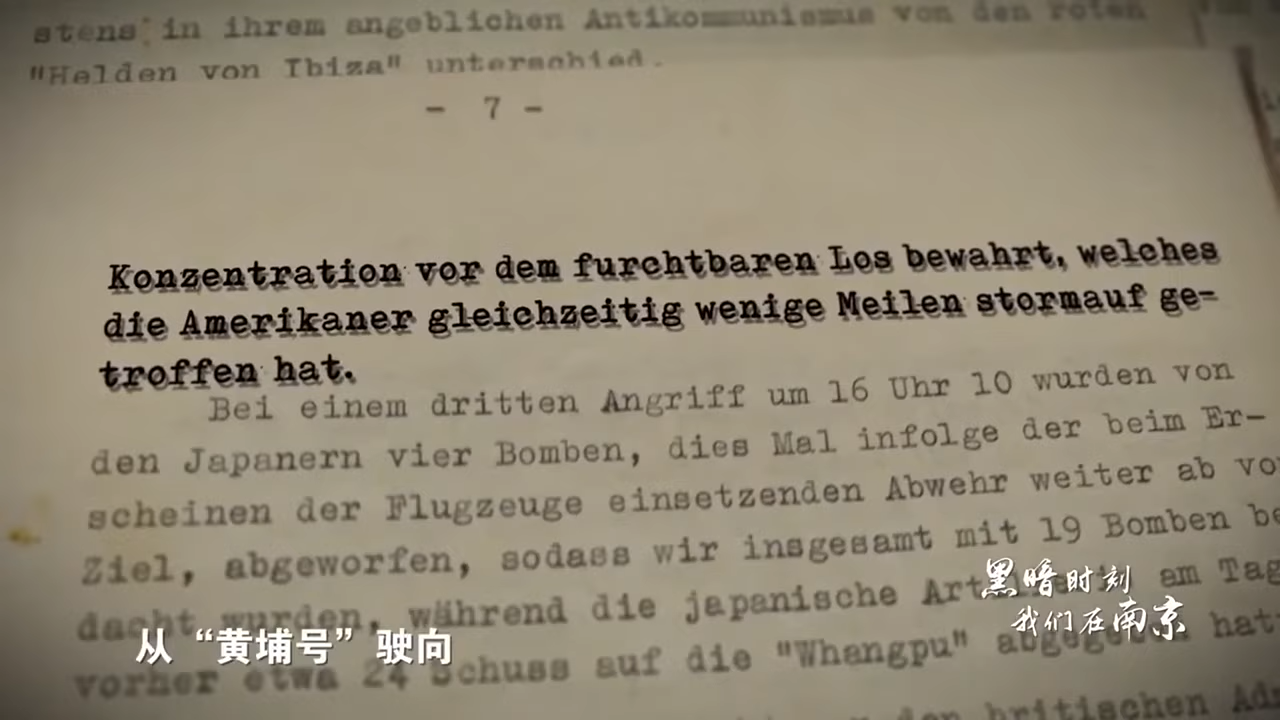 stens in ihrem angeblichen Antikommunismus von den roten
"Helden von Ibiza" unterschied.
- 7 -
Konzentration vor dem furchtbaren Los bewahrt, welches
die Amerikaner gleichzeitig wenige Meilen stormauf ge-
troffen hat.
Bei einem dritten Angriff um 16 Uhr 10 wurden von
den Japanern vier Bomben, dies Mal infolge der beim Er-
scheinen der Flugzeuge einsetzenden Abwehr weiter ab vo
Ziel, abgeworfen, sodass wir insgesamt mit 19 Bomben be
dacht wurden, während die japanische am Tag
vorher etwa 24 Schuss auf die "Whangpu" abgegeben hat
den britischen Ad
黑暗时刻
我们在南京
从“黄埔号”驶向